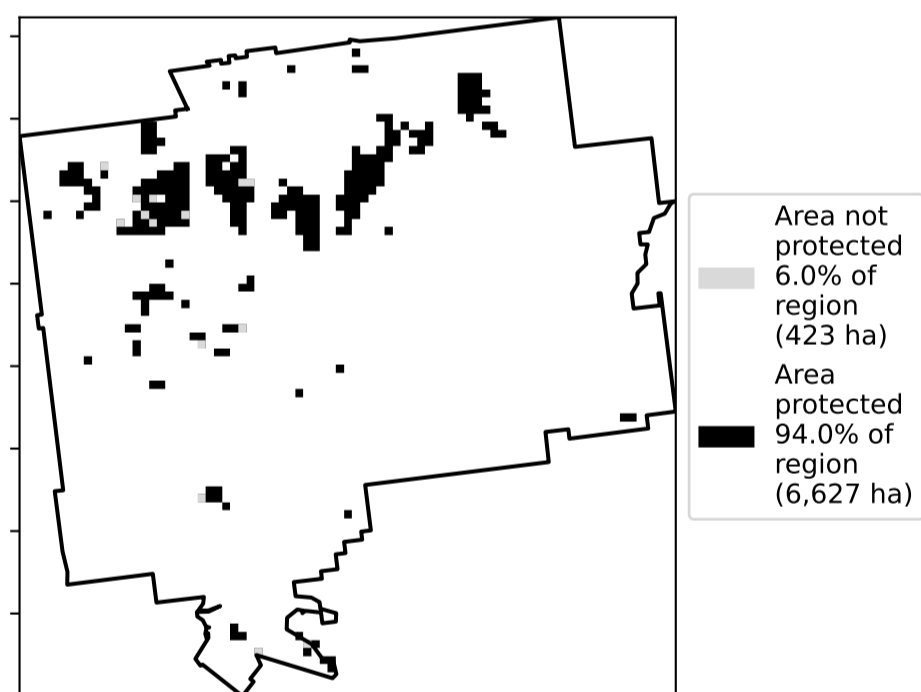 Area not
protected
6.0% of
region
(423 ha)
Area
protected
94.0% of
region
(6,627 ha)